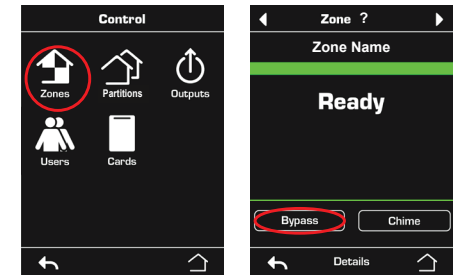 Control
Zones
Partitions
Outputs
Users
Cards
Zone ?
Zone Name
Ready
Bypass
Chime
Details